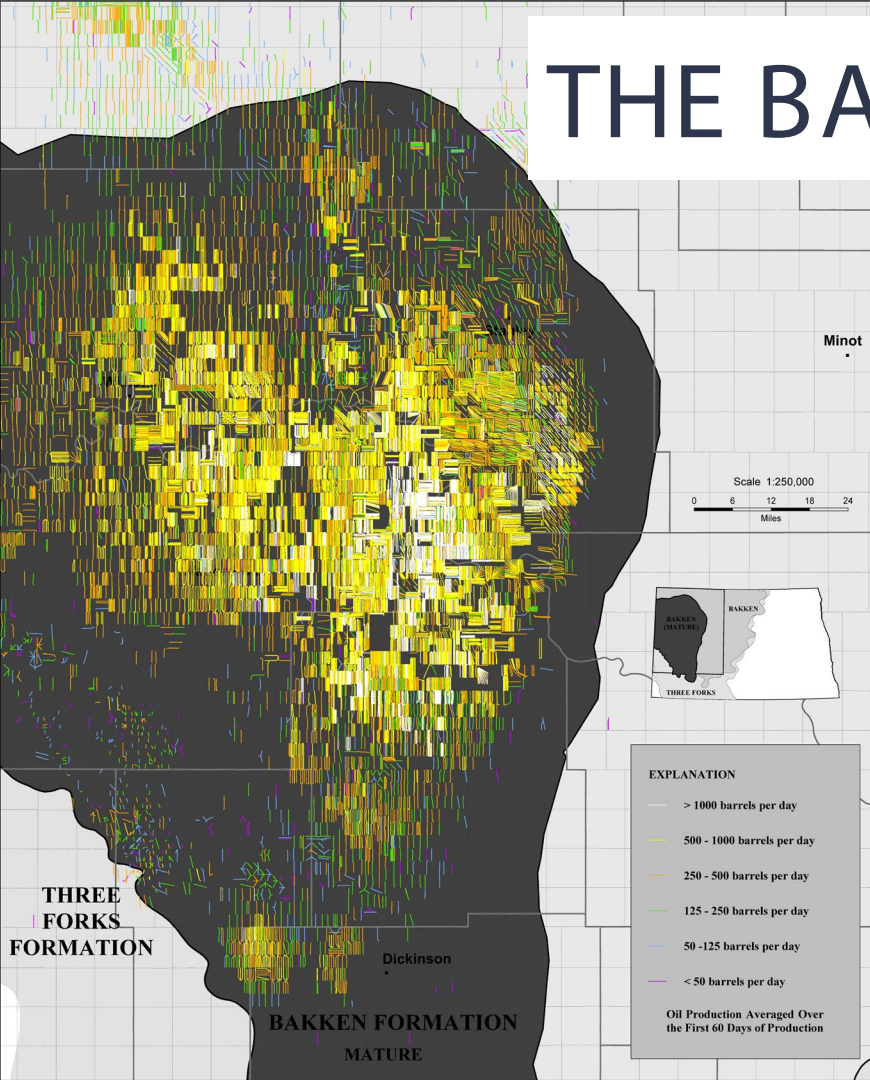 THE BA
Minot
Scale 1:250,000
0 6 12 18 24
Miles
BAKKEN
BAKKEN
(MATURE)
THREE FORKS
EXPLANATION
> 1000 barrels per day
500 - 1000 barrels per day
250 - 500 barrels per day
125 - 250 barrels per day
50 -125 barrels per day
< 50 barrels per day
Oil Production Averaged Over
the First 60 Days of Production
THREE
FORKS
FORMATION
Dickinson
BAKKEN FORMATION
MATURE